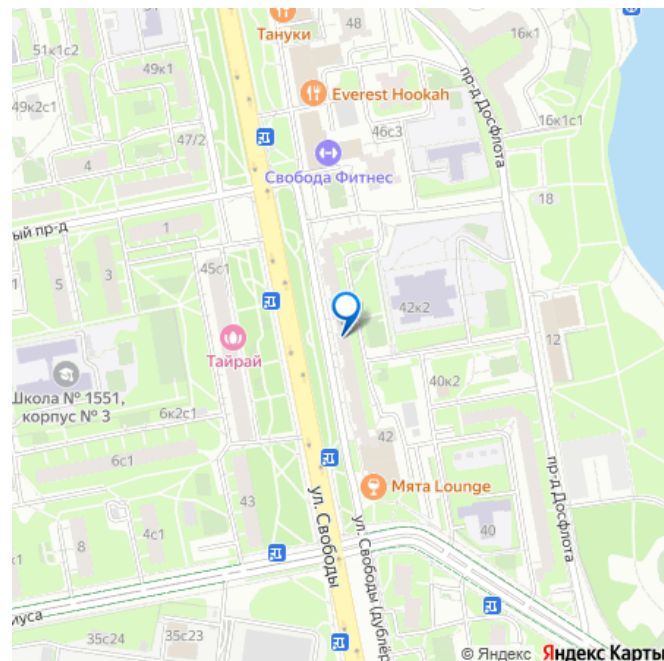 48
Тануки
16к1
51к1с2
49к1
Everest Hookah
49к2с1
пр-д Досфлота
16к1с1
46с3
47/2
Свобода Фитнес
4
18
ый пр-д
1
45с1
5
3
42к2
Тайрай
12
Школа № 1551,
корпус № 3
40к2
6к2с1
42
6с1
Мята Lounge
43
ул. Свободы
ул. Свободы (дублёр
40
пр-д Досфлота
4с1
8
к1
иуса
35с24
35с23
© Яндекс Яндекс Карты